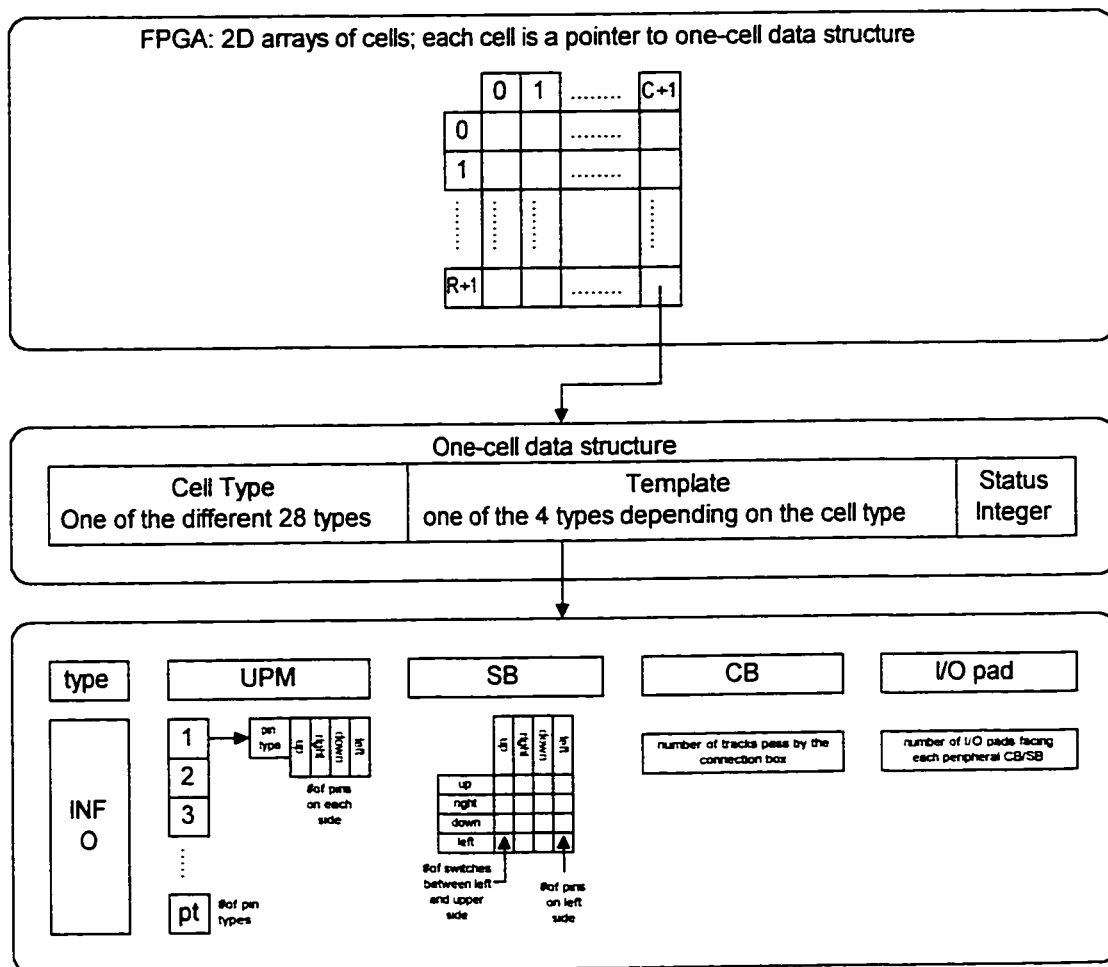 FPGA: 2D arrays of cells; each cell is a pointer to one-cell data structure
0 1 ........ C+1
0 ........
1 ........
R+1 ........
One-cell data structure
Cell Type
One of the different 28 types
Template
one of the 4 types depending on the cell type
Status
Integer
type
UPM
SB
CB
I/O pad
INF
O
1
2
3
pt
#of pin
types
pin
type
up
right
down
left
#of pins
on each
side
up
right
down
left
up
right
down
left
#of switches
between left
and upper
side
#of pins
on left
side
number of tracks pass by the
connection box
number of I/O pads facing
each peripheral CB/SB